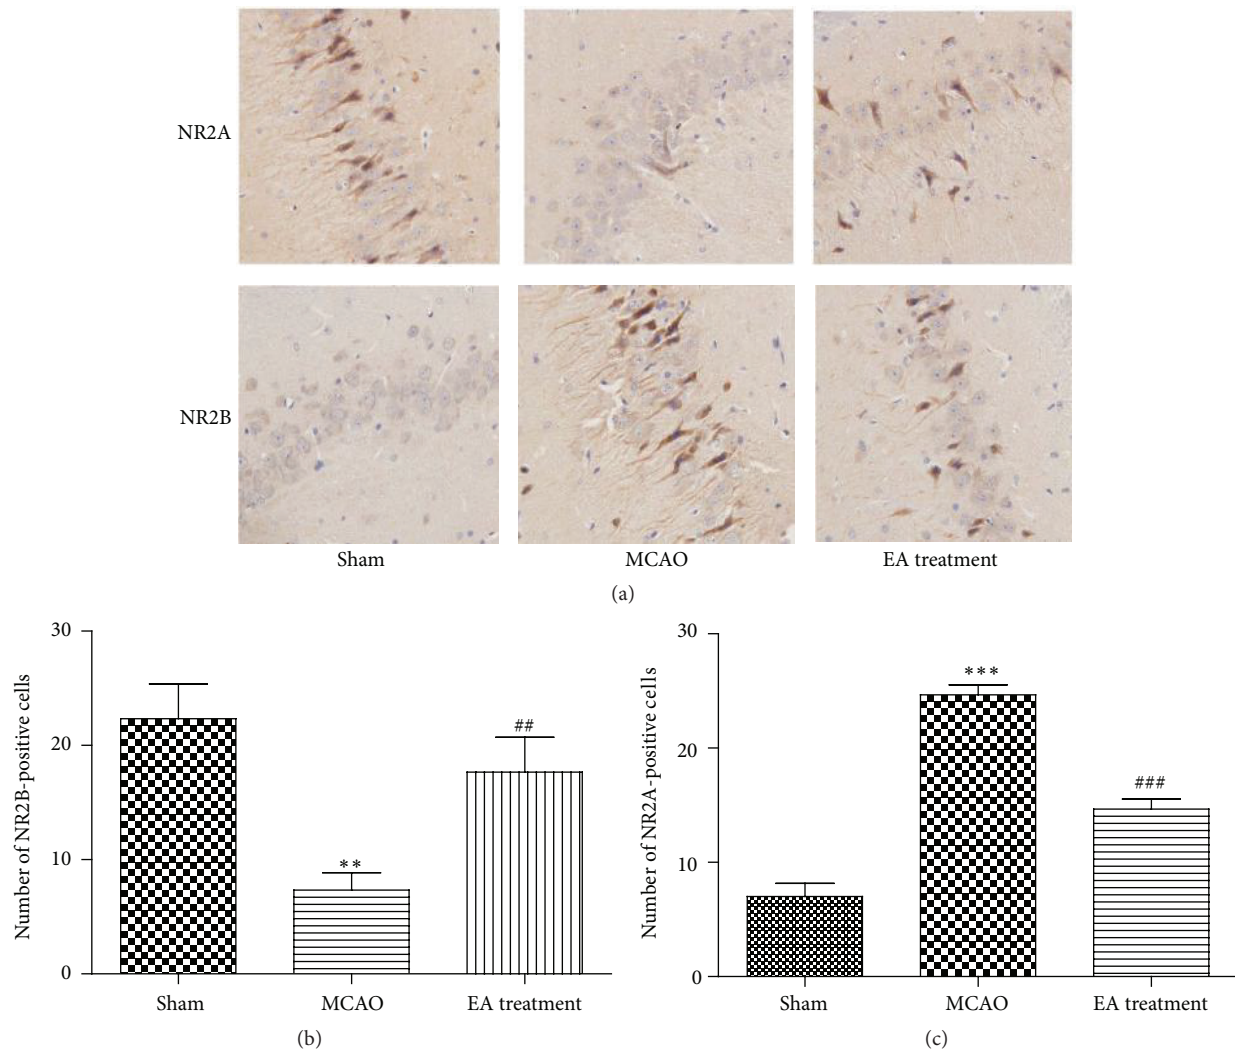 NR2A
NR2B
Sham MCAO EA treatment
(a)
30
20
10
0
Number of NR2B-positive cells
**
##
Sham MCAO EA treatment
(b)
30
20
10
0
Number of NR2A-positive cells
***
###
Sham MCAO EA treatment
(c)